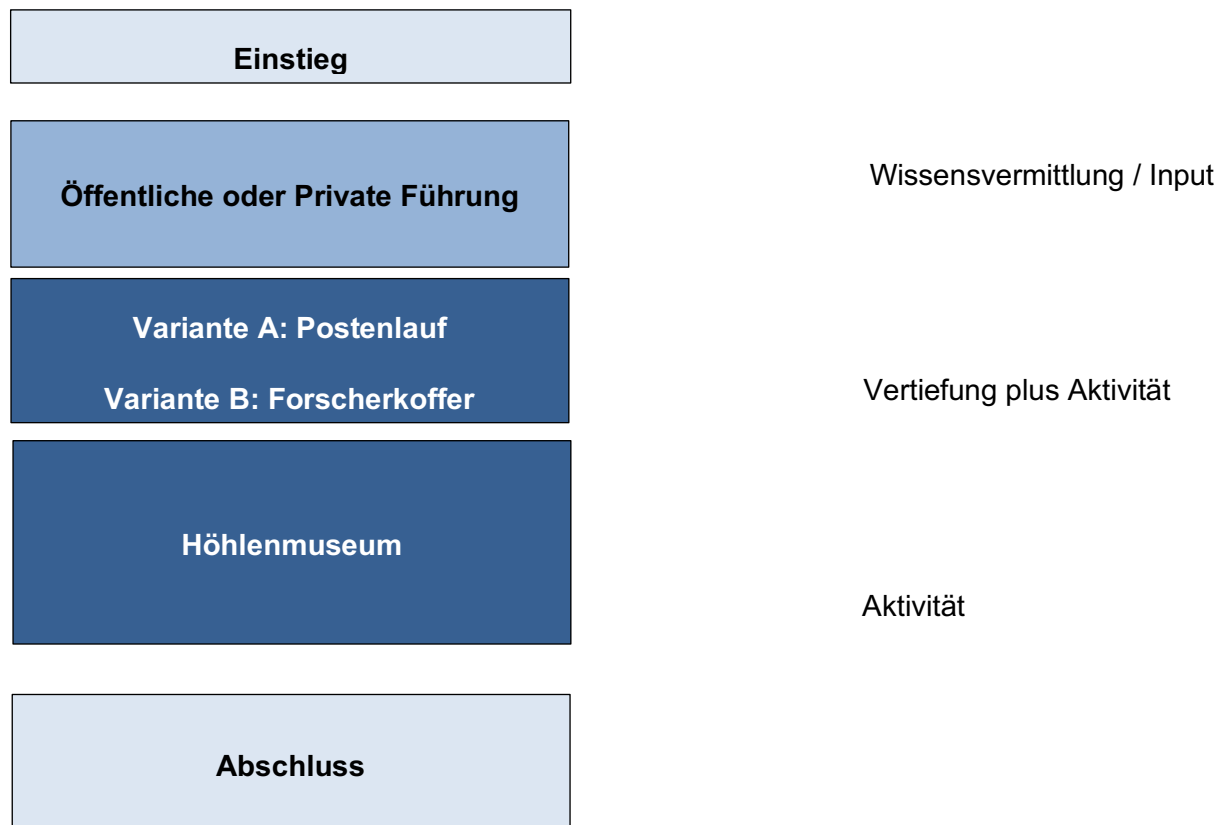 Einstieg
Öffentliche oder Private Führung
Wissensvermittlung / Input
Variante A: Postenlauf
Variante B: Forscherkoffer
Vertiefung plus Aktivität
Höhlenmuseum
Aktivität
Abschluss